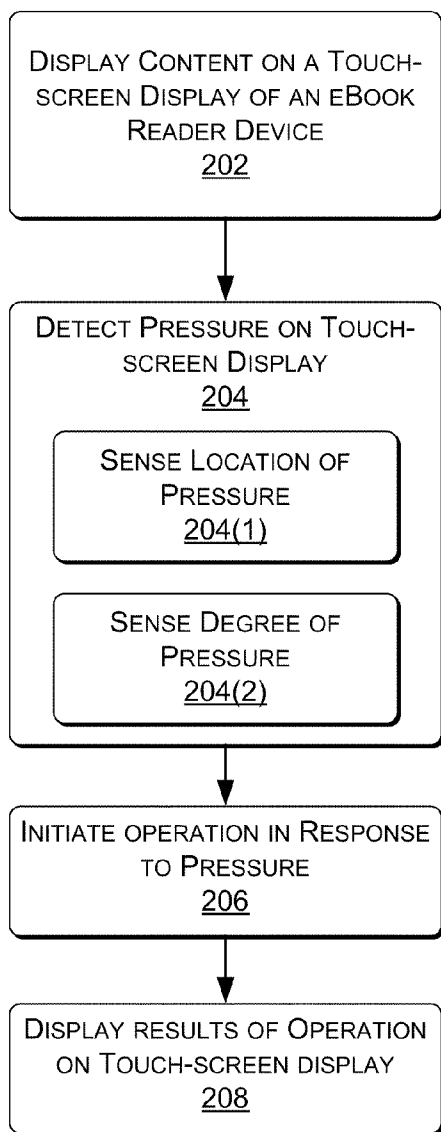 DISPLAY CONTENT ON A TOUCH-
SCREEN DISPLAY OF AN EBOOK
READER DEVICE
202
DETECT PRESSURE ON TOUCH-
SCREEN DISPLAY
204
SENSE LOCATION OF
PRESSURE
204(1)
SENSE DEGREE OF
PRESSURE
204(2)
INITIATE OPERATION IN RESPONSE
TO PRESSURE
206
DISPLAY RESULTS OF OPERATION
ON TOUCH-SCREEN DISPLAY
208